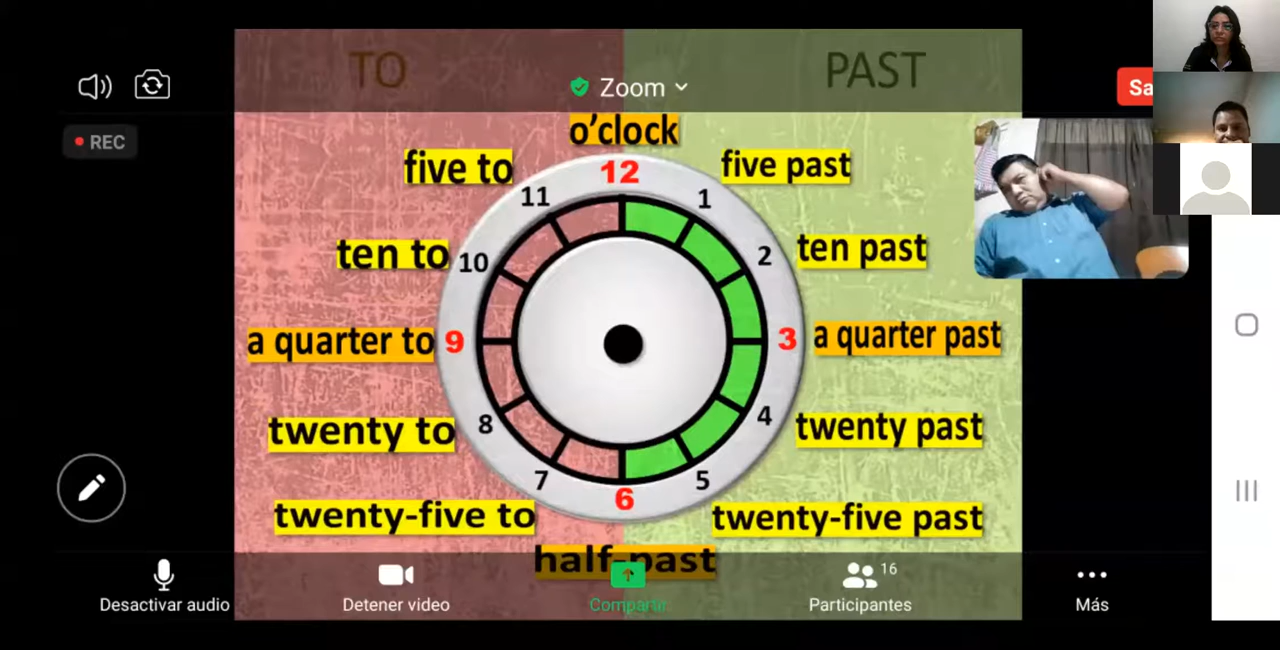 TO
PAST
Zoom
Sa
REC
o'clock
five to
12
five past
11
1
ten to
10
2
ten past
a quarter to
9
3
a quarter past
twenty to
8
4
twenty past
7
5
6
twenty-five to
twenty-five past
half-past
16
Desactivar audio
Detener video
Compartir
Participantes
Más